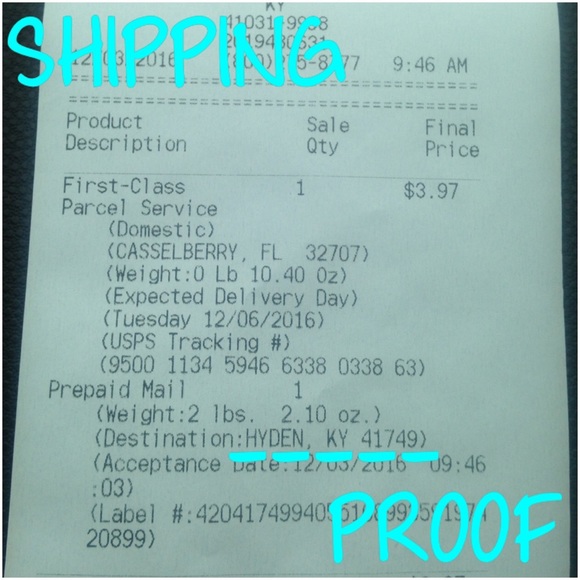 SHIPPING
KY
12/03/2016 9:46 AM
Product Sale Final
Description Qty Price
First-Class 1 $3.97
Parcel Service
(Domestic)
(CASSELBERRY, FL 32707)
(Weight:0 Lb 10.40 Oz)
(Expected Delivery Day)
(Tuesday 12/06/2016)
(USPS Tracking #)
(9500 1134 5946 6338 0338 63)
Prepaid Mail 1
(Weight:2 lbs. 2.10 oz.)
(Destination:HYDEN, KY 41749)
(Acceptance Date:12/03/2016 09:46
:03)
(Label #:
20899)
PROOF